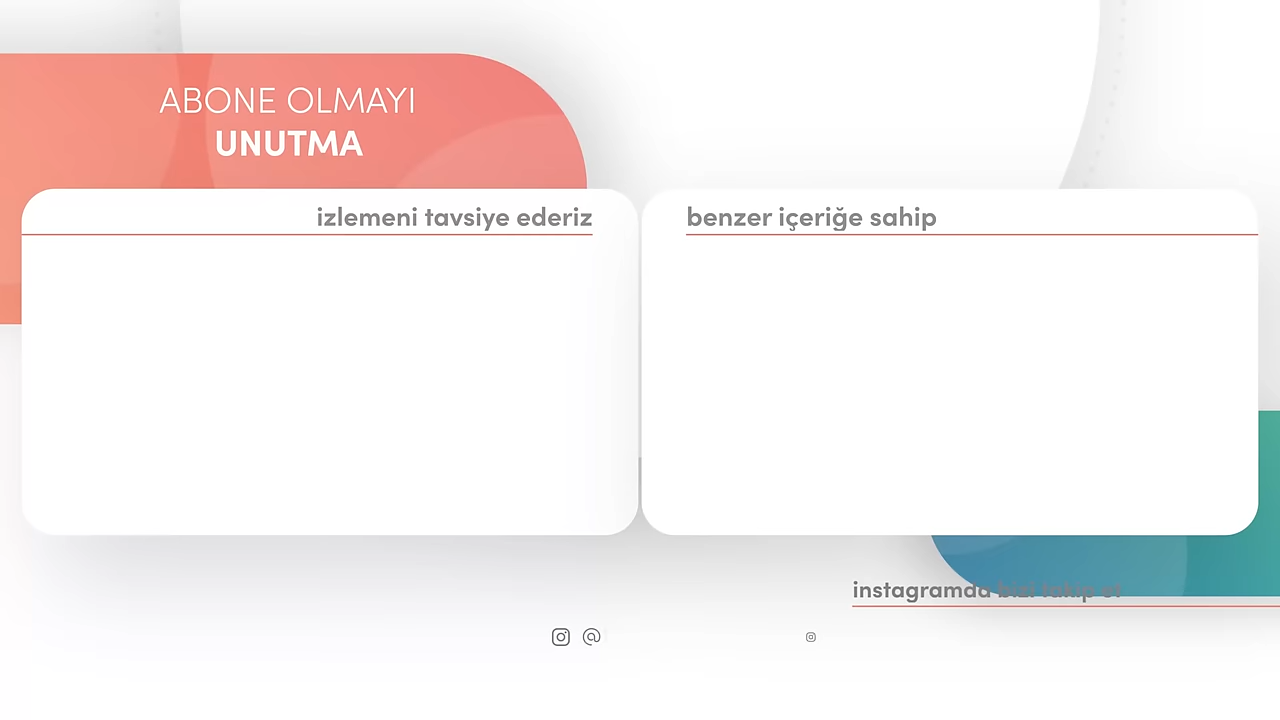 ABONE OLMAYI
UNUTMA
izlemeni tavsiye ederiz
benzer içeriğe sahip
instagramda bizi takip et
@